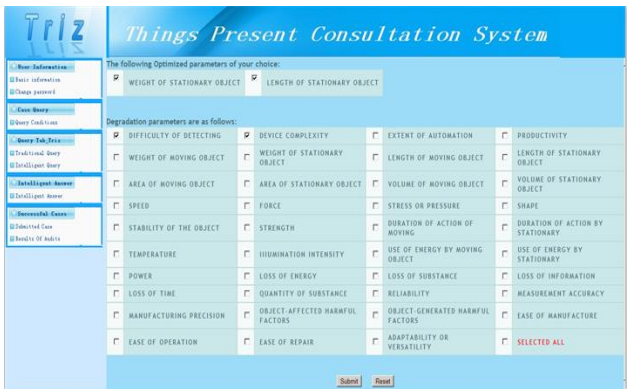 Triz
Things Present Consultation System
User Information
Basic information
Change password
Case Query
Query Conditions
Query Tab_Triz
Traditional Query
Intelligent Query
Intelligent Answer
Intelligent Answer
Successful Cases
Submitted Case
Results Of Audits
The following Optimized parameters of your choice:
WEIGHT OF STATIONARY OBJECT LENGTH OF STATIONARY OBJECT
Degradation parameters are as follows:
DIFFICULTY OF DETECTING DEVICE COMPLEXITY EXTENT OF AUTOMATION PRODUCTIVITY
WEIGHT OF MOVING OBJECT WEIGHT OF STATIONARY OBJECT LENGTH OF MOVING OBJECT LENGTH OF STATIONARY OBJECT
AREA OF MOVING OBJECT AREA OF STATIONARY OBJECT VOLUME OF MOVING OBJECT VOLUME OF STATIONARY OBJECT
SPEED FORCE STRESS OR PRESSURE SHAPE
STABILITY OF THE OBJECT STRENGTH DURATION OF ACTION OF MOVING DURATION OF ACTION BY STATIONARY
TEMPERATURE IIIUMINATION INTENSITY USE OF ENERGY BY MOVING OBJECT USE OF ENERGY BY STATIONARY
POWER LOSS OF ENERGY LOSS OF SUBSTANCE LOSS OF INFORMATION
LOSS OF TIME QUANTITY OF SUBSTANCE RELIABILITY MEASUREMENT ACCURACY
MANUFACTURING PRECISION OBJECT-AFFECTED HARMFUL FACTORS OBJECT-GENERATED HARMFUL FACTORS EASE OF MANUFACTURE
EASE OF OPERATION EASE OF REPAIR ADAPTABILITY OR VERSATILITY SELECTED ALL
Submit Reset